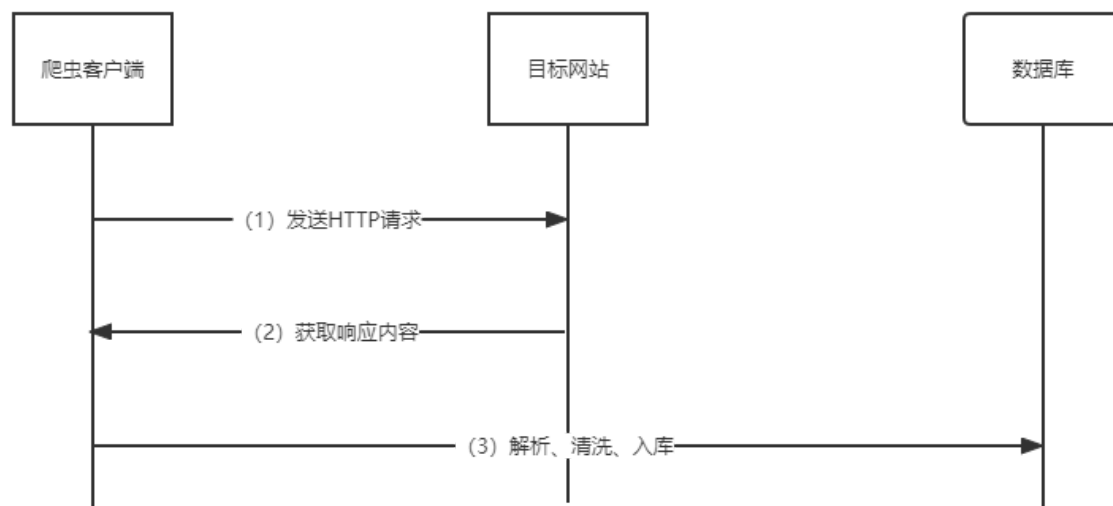 爬虫客户端
目标网站
数据库
（1）发送HTTP请求
（2）获取响应内容
（3）解析、清洗、入库